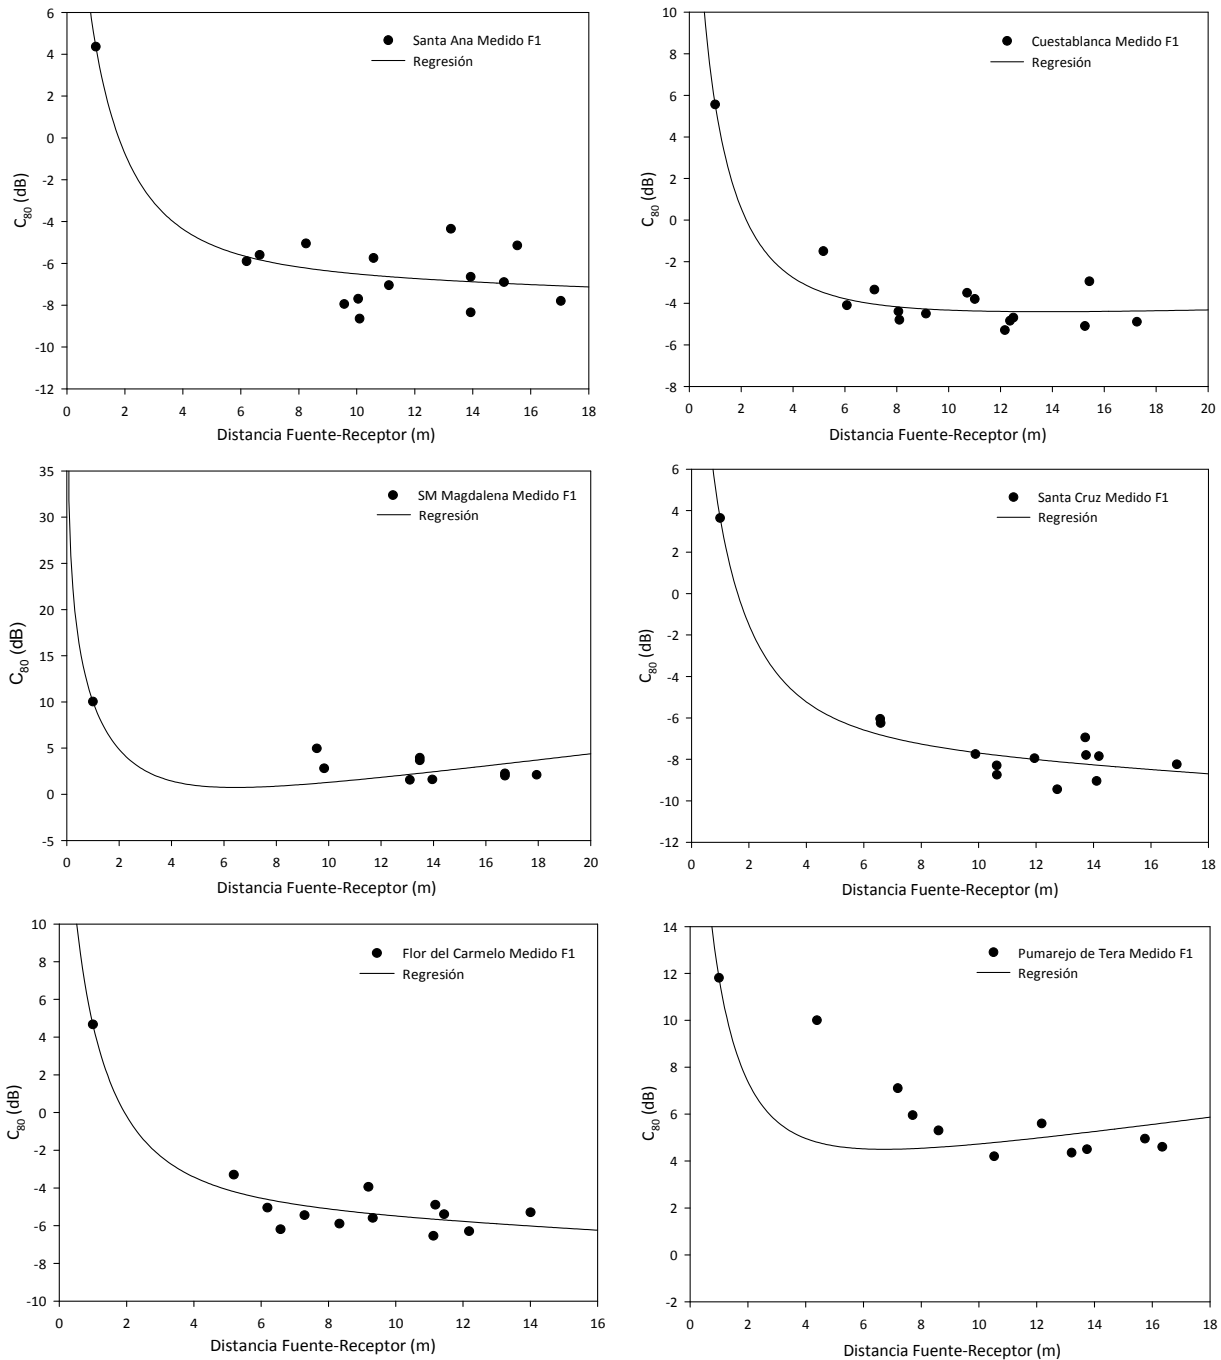 6
4
2
0
-2
-4
-6
-8
-10
-12
C80 (dB)
Santa Ana Medido F1
Regresión
0 2 4 6 8 10 12 14 16 18
Distancia Fuente-Receptor (m)
10
8
6
4
2
0
-2
-4
-6
-8
C80 (dB)
Cuestablanca Medido F1
Regresión
0 2 4 6 8 10 12 14 16 18 20
Distancia Fuente-Receptor (m)
35
30
25
20
15
10
5
0
-5
C80 (dB)
SM Magdalena Medido F1
Regresión
0 2 4 6 8 10 12 14 16 18 20
Distancia Fuente-Receptor (m)
6
4
2
0
-2
-4
-6
-8
-10
-12
C80 (dB)
Santa Cruz Medido F1
Regresión
0 2 4 6 8 10 12 14 16 18
Distancia Fuente-Receptor (m)
10
8
6
4
2
0
-2
-4
-6
-8
-10
C80 (dB)
Flor del Carmelo Medido F1
Regresión
0 2 4 6 8 10 12 14 16
Distancia Fuente-Receptor (m)
14
12
10
8
6
4
2
0
-2
C80 (dB)
Pumarejo de Tera Medido F1
Regresión
0 2 4 6 8 10 12 14 16 18
Distancia Fuente-Receptor (m)